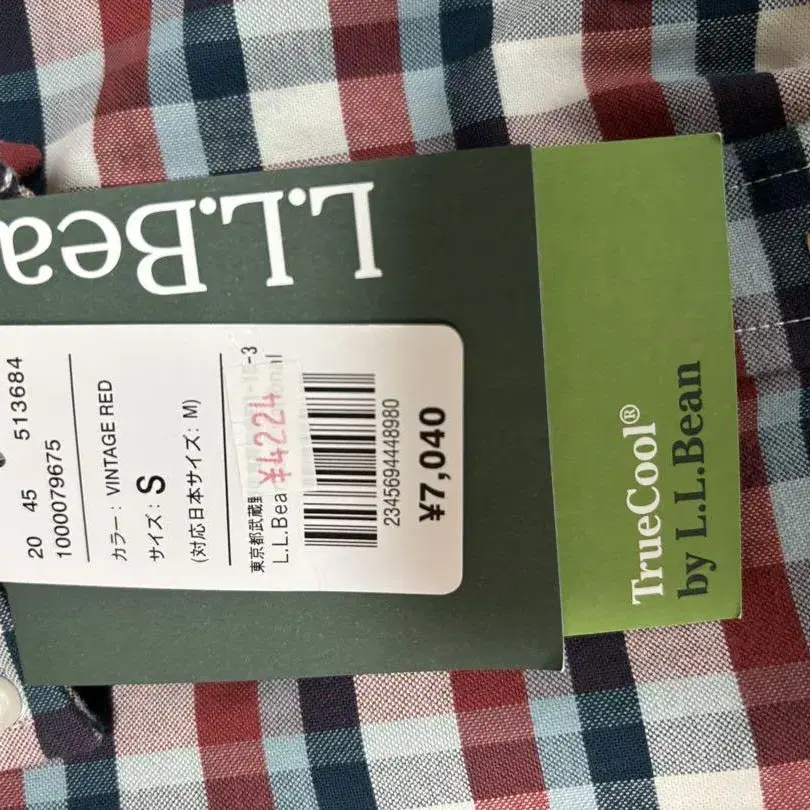 L.L.Bea
20 45 513684
1000079675
カラー: VINTAGE RED
サイズ: S
(対応日本サイズ: M)
東京都武蔵野
L.L.Bea
¥4224
2345694448980
¥7,040
TrueCool®
by L.L.Bean